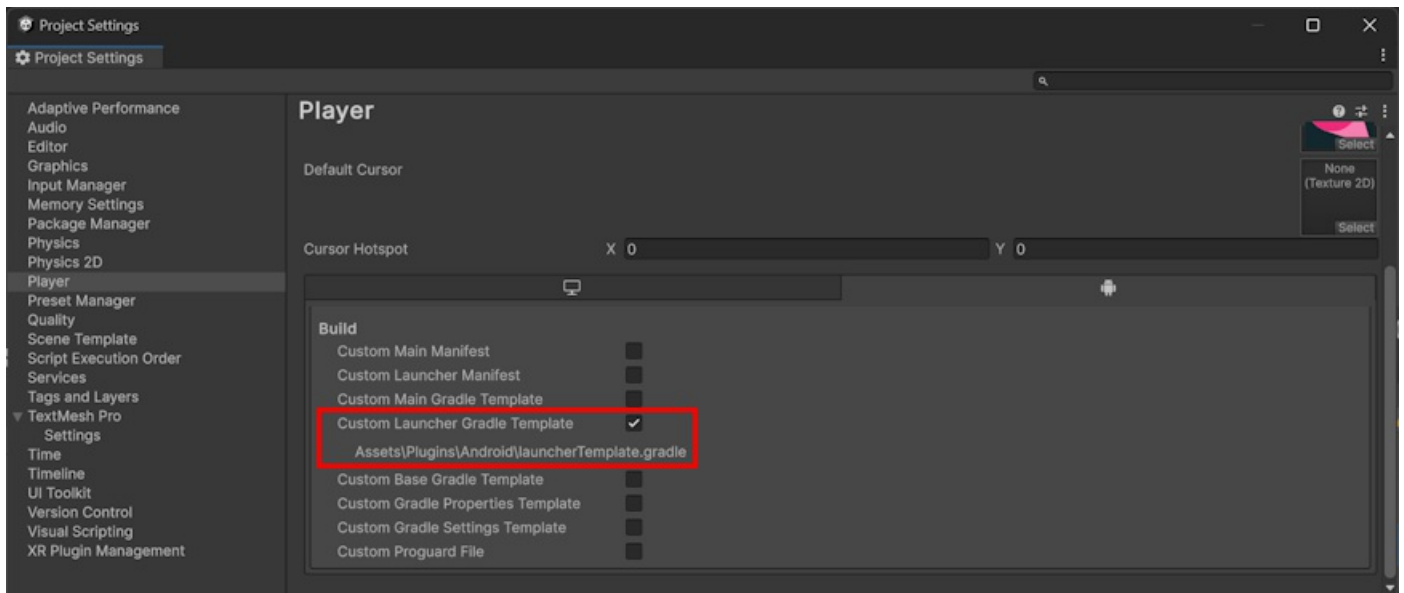 Project Settings
Project Settings
Adaptive Performance
Audio
Editor
Graphics
Input Manager
Memory Settings
Package Manager
Physics
Physics 2D
Player
Preset Manager
Quality
Scene Template
Script Execution Order
Services
Tags and Layers
TextMesh Pro
Settings
Time
Timeline
UI Toolkit
Version Control
Visual Scripting
XR Plugin Management
Player
Select
Default Cursor
None
(Texture 2D)
Select
Cursor Hotspot X 0 Y 0
Build
Custom Main Manifest
Custom Launcher Manifest
Custom Main Gradle Template
Custom Launcher Gradle Template
Assets\Plugins\Android\launcherTemplate.gradle
Custom Base Gradle Template
Custom Gradle Properties Template
Custom Gradle Settings Template
Custom Proguard File